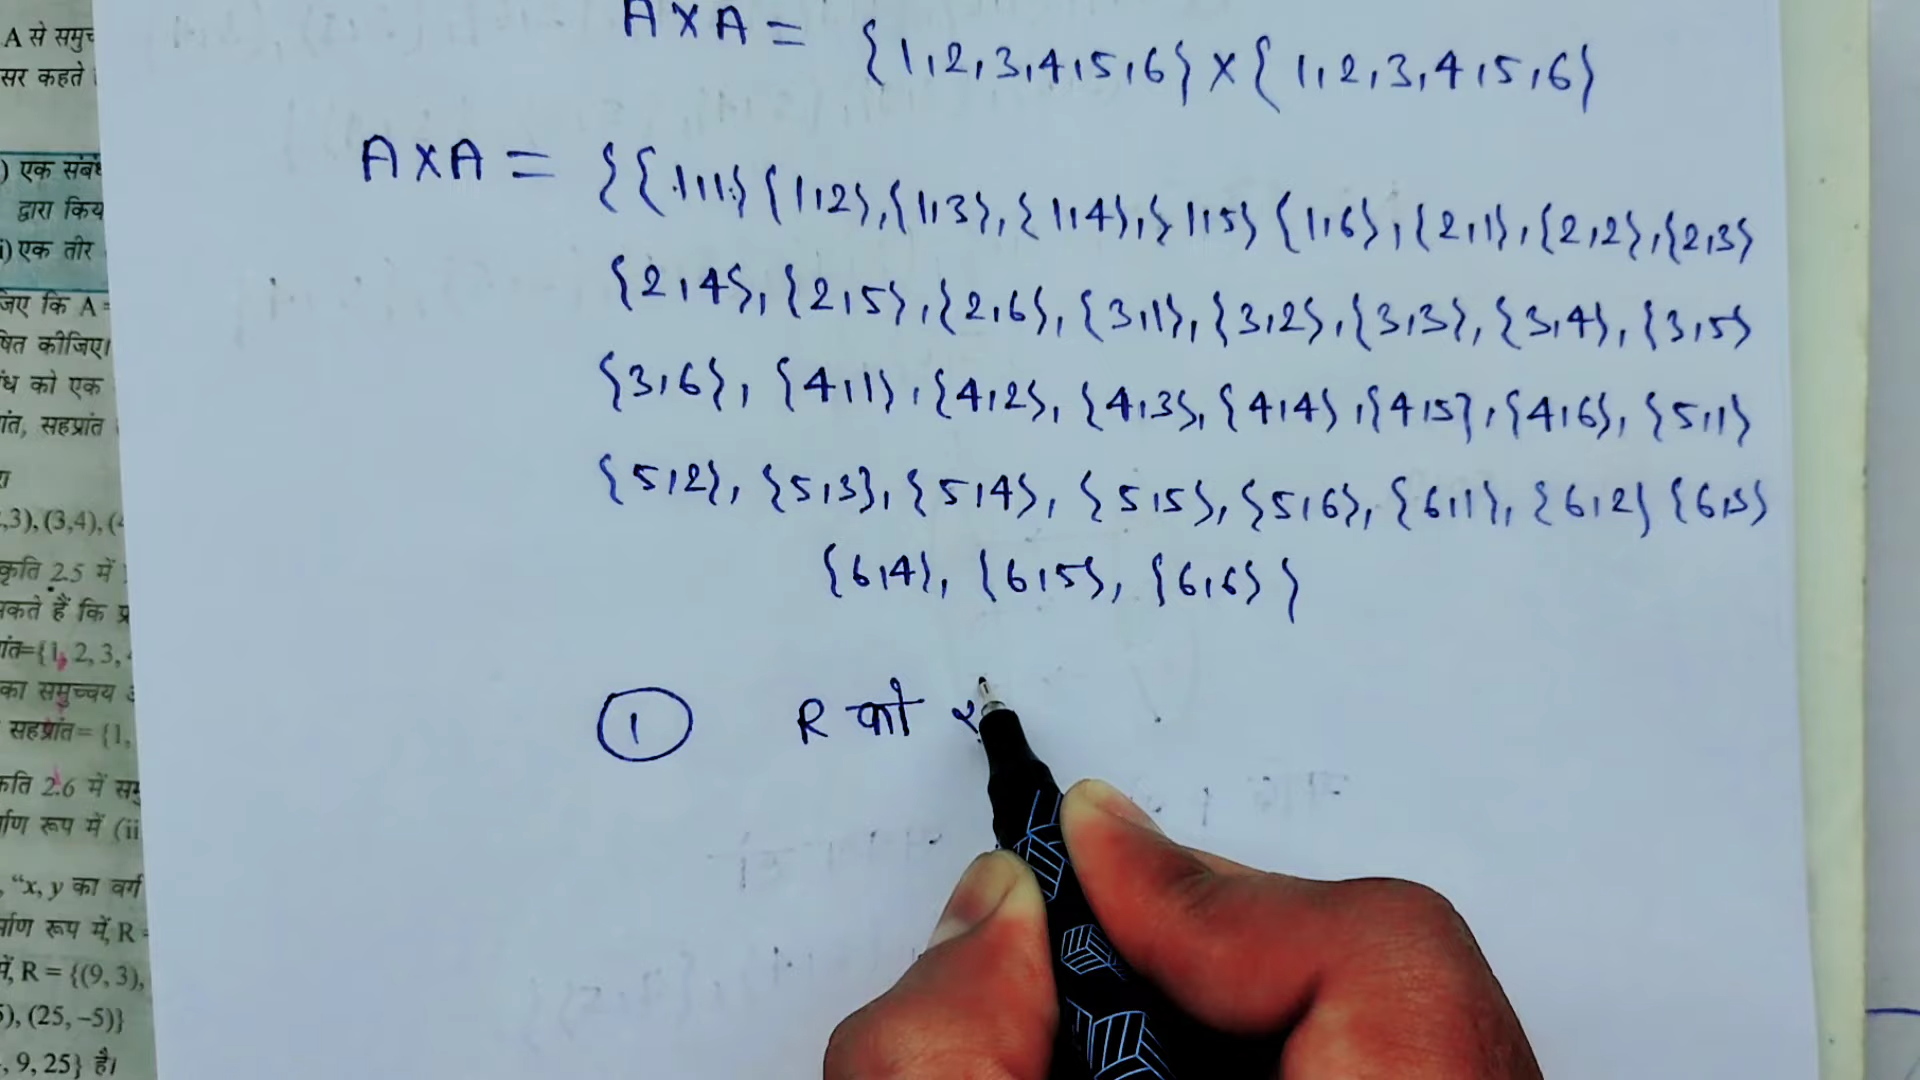 A से समुच
सर कहते
) एक संबंध
द्वारा किय
i) एक तीर
जिए कि A =
षित कीजिए।
ंध को एक
ांत, सहप्रांत
,3), (3,4), (4
कृति 2.5 में
कते हैं कि प्र
ांत={1, 2, 3,
का समुच्चय
सहप्रांत= {1,
कृति 2.6 में समु
र्माण रूप में (ii
, “x, y का वर्ग
र्माण रूप में, R =
में, R = {(9, 3),
5), (25, –5)}
, 9, 25} है।
A X A = {1,2,3,4,5,6} X { 1,2,3,4,5,6}
A X A = {{1,1} {1,2},{1,3},{1,4},{1,5} {1,6},{2,1},{2,2},{2,3}
{2,4},{2,5},{2,6},{3,1},{3,2},{3,3},{3,4},{3,5}
{3,6},{4,1},{4,2},{4,3},{4,4},{4,5},{4,6},{5,1}
{5,2},{5,3},{5,4},{5,5},{5,6},{6,1},{6,2} {6,3}
{6,4},{6,5},{6,6} }
1 R को